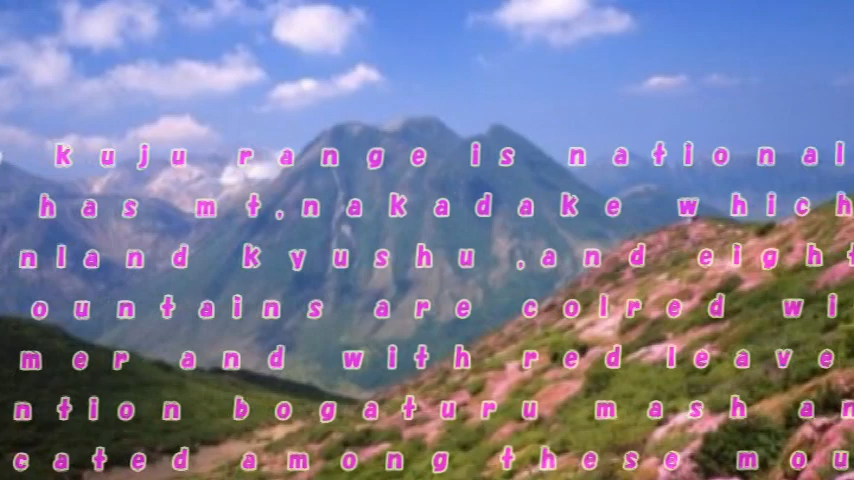 kuju range is national
has mt.nakadake which
nland kyushu .and eight
ountains are colred wi
mer and with red leave
ntion bogaturu mash an
cated among these mou